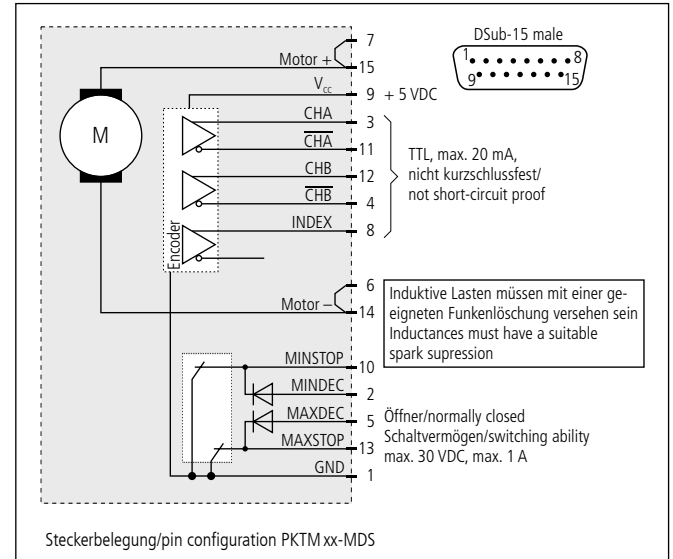 DSub-15 male
1 8
9 15
7
Motor + 15
Vcc 9 + 5 VDC
CHA 3
CHA 11
CHB 12
CHB 4
INDEX 8
TTL, max. 20 mA,
nicht kurzschlussfest/
not short-circuit proof
M
Encoder
6
Motor – 14
Induktive Lasten müssen mit einer ge-
eigneten Funkenlöschung versehen sein
Inductances must have a suitable
spark supression
MINSTOP 10
MINDEC 2
MAXDEC 5
MAXSTOP 13
GND 1
Öffner/normally closed
Schaltvermögen/switching ability
max. 30 VDC, max. 1 A
Steckerbelegung/pin configuration PKTM xx-MDS